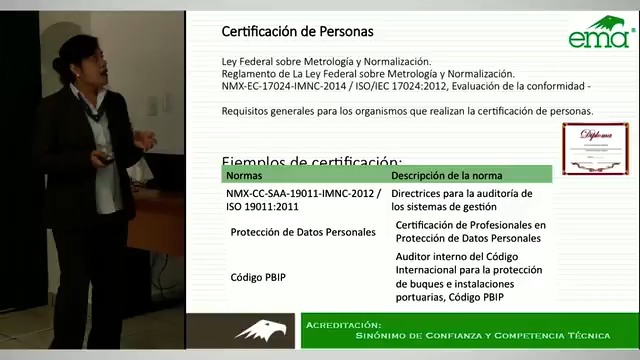 Certificación de Personas
ema
Ley Federal sobre Metrología y Normalización.
Reglamento de La Ley Federal sobre Metrología y Normalización.
NMX-EC-17024-IMNC-2014 / ISO/IEC 17024:2012, Evaluación de la conformidad -
Requisitos generales para los organismos que realizan la certificación de personas.
Diploma
Ejemplos de certificación:
Normas
Descripción de la norma
NMX-CC-SAA-19011-IMNC-2012 /
ISO 19011:2011
Directrices para la auditoría de
los sistemas de gestión
Protección de Datos Personales
Certificación de Profesionales en
Protección de Datos Personales
Código PBIP
Auditor interno del Código
Internacional para la protección
de buques e instalaciones
portuarias, Código PBIP
Acreditación:
Sinónimo de Confianza y Competencia Técnica